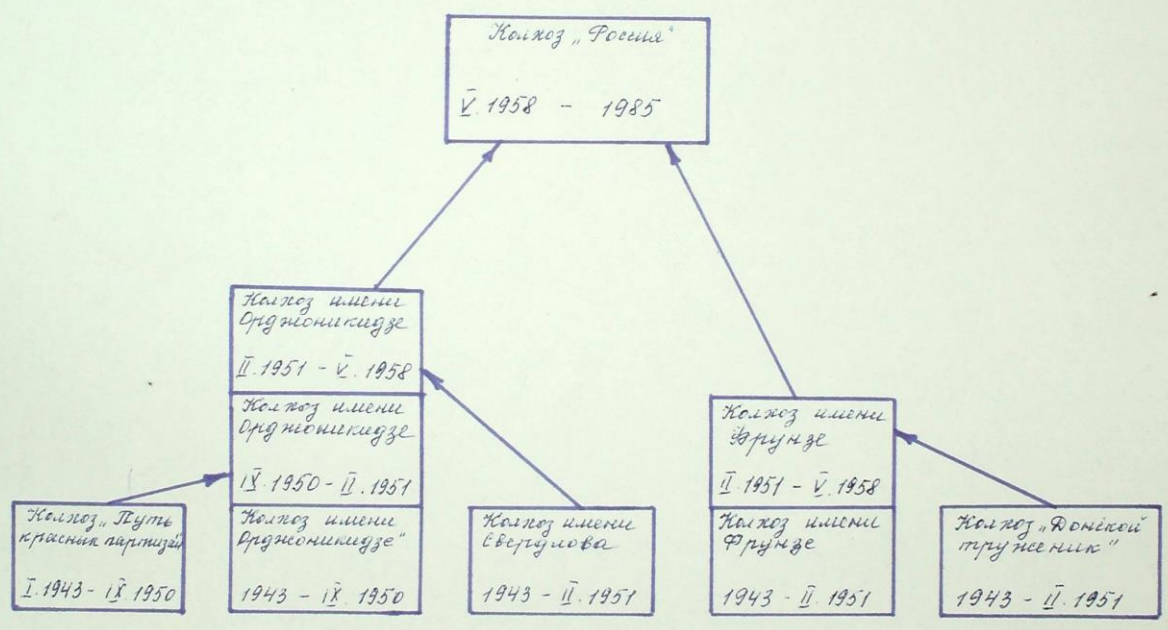 Колхоз „Россия"
V. 1958 - 1985
Колхоз имени
Орджоникидзе
II. 1951 - V. 1958
Колхоз имени
Орджоникидзе
IX. 1950 - II. 1951
Колхоз имени
Фрунзе
II. 1951 - V. 1958
Колхоз „Путь
красных партизан"
I. 1943 - IX. 1950
Колхоз имени
Орджоникидзе"
1943 - IX. 1950
Колхоз имени
Свердлова
1943 - II. 1951
Колхоз имени
Фрунзе
1943 - II. 1951
Колхоз „Донской
труженик"
1943 - II. 1951